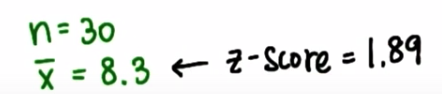 n = 30
x̄ = 8.3 ← z-score = 1.89